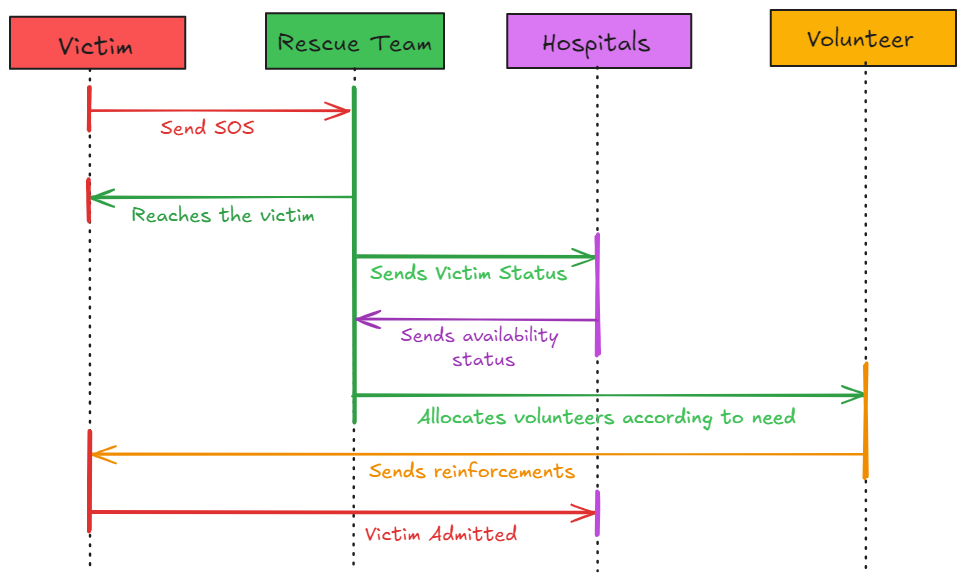 Victim
Rescue Team
Hospitals
Volunteer
Send SOS
Reaches the victim
Sends Victim Status
Sends availability
status
Allocates volunteers according to need
Sends reinforcements
Victim Admitted